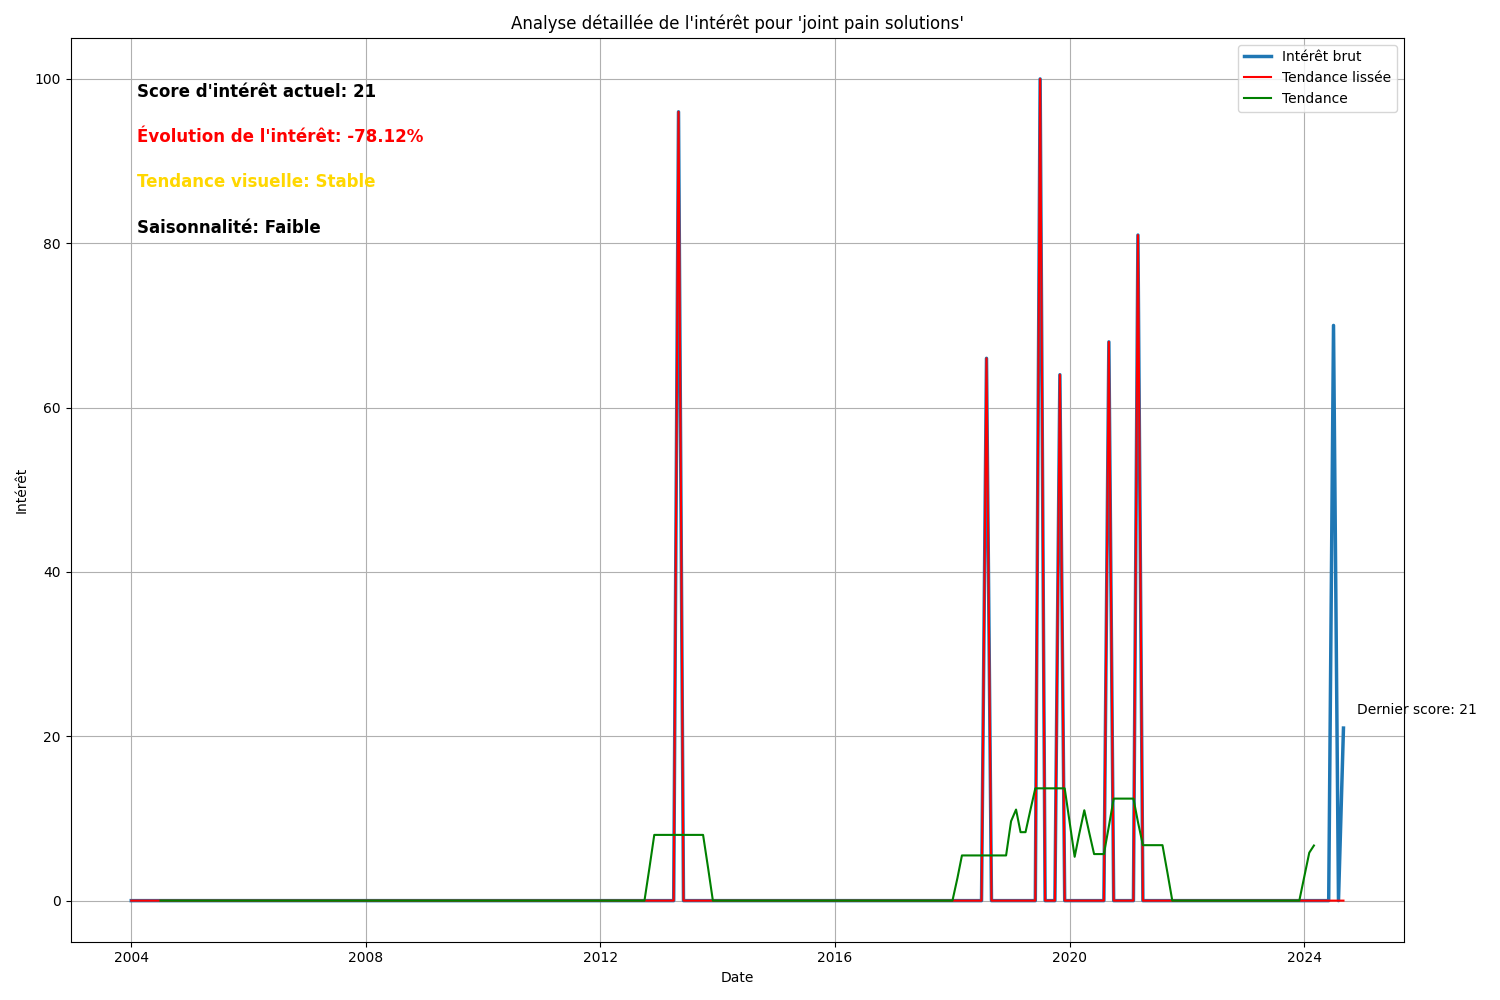 Analyse détaillée de l'intérêt pour 'joint pain solutions'
Intérêt brut
Tendance lissée
Tendance
Score d'intérêt actuel: 21
Évolution de l'intérêt: -78.12%
Tendance visuelle: Stable
Saisonnalité: Faible
100
80
60
40
20
0
Intérêt
Dernier score: 21
2004
2008
2012
2016
2020
2024
Date